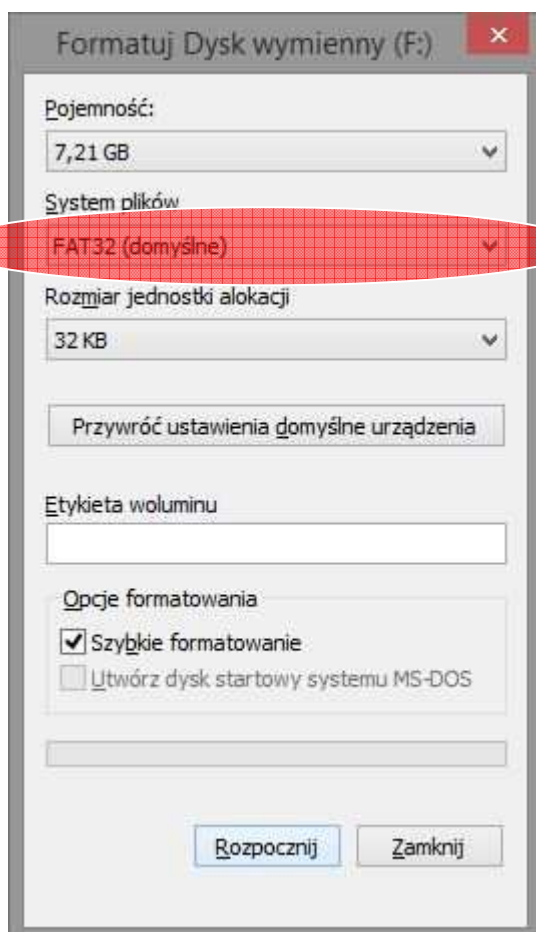 Formatuj Dysk wymienny (F:)
Pojemność:
7,21 GB
System plików
FAT32 (domyślne)
Rozmiar jednostki alokacji
32 KB
Przywróć ustawienia domyślne urządzenia
Etykieta woluminu
Opcje formatowania
Szybkie formatowanie
Utwórz dysk startowy systemu MS-DOS
Rozpocznij Zamknij